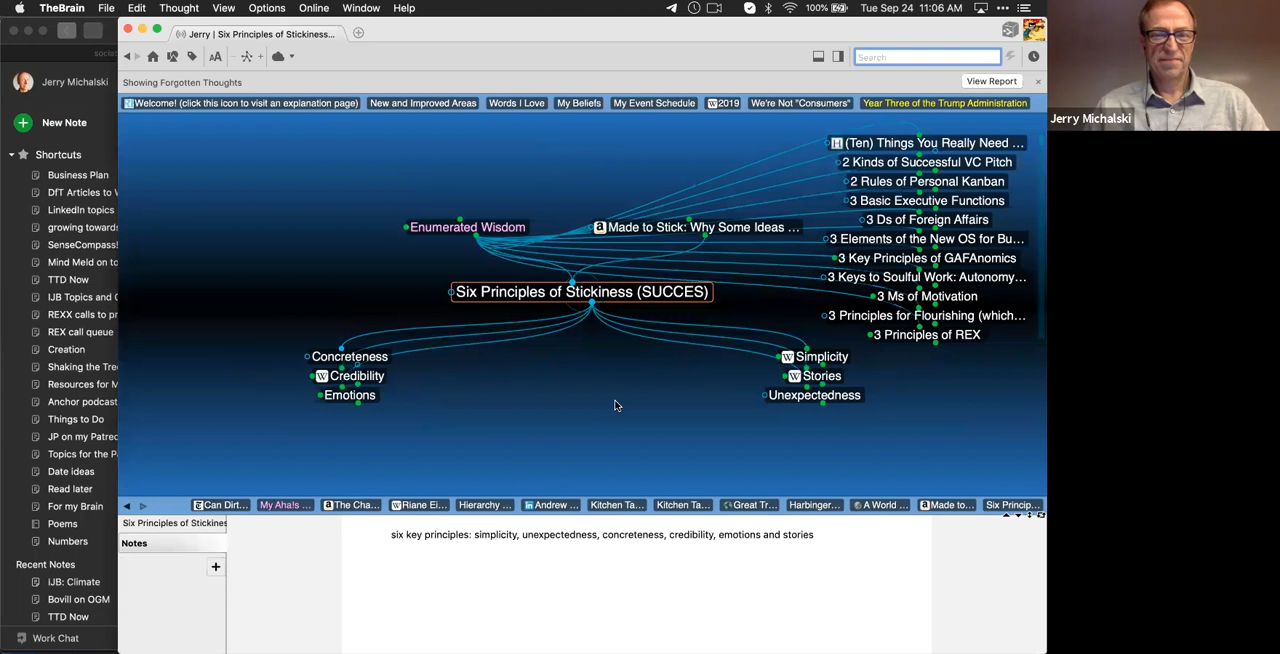 TheBrain File Edit Thought View Options Online Window Help 100% Tue Sep 24 11:06 AM
Jerry | Six Principles of Stickiness...
socia
Jerry Michalski
New Note
Shortcuts
Business Plan
DfT Articles to W
LinkedIn topics
growing towards
SenseCompass!
Mind Meld on to
TTD Now
IJB Topics and C
REXX calls to pr
REX call queue
Creation
Shaking the Tre
Resources for M
Anchor podcast
Things to Do
JP on my Patred
Topics for the P
Date ideas
Read later
For my Brain
Poems
Numbers
Recent Notes
IJB: Climate
Bovill on OGM
TTD Now
Work Chat
AA
Search
Showing Forgotten Thoughts
View Report
Welcome! (click this icon to visit an explanation page) New and Improved Areas Words I Love My Beliefs My Event Schedule W 2019 We're Not "Consumers" Year Three of the Trump Administration
H (Ten) Things You Really Need ...
2 Kinds of Successful VC Pitch
2 Rules of Personal Kanban
3 Basic Executive Functions
3 Ds of Foreign Affairs
3 Elements of the New OS for Bu...
3 Key Principles of GAFAnomics
3 Keys to Soulful Work: Autonomy...
3 Ms of Motivation
3 Principles for Flourishing (which...
3 Principles of REX
Enumerated Wisdom
a Made to Stick: Why Some Ideas ...
Six Principles of Stickiness (SUCCES)
Concreteness
W Credibility
Emotions
W Simplicity
W Stories
Unexpectedness
Can Dirt... My Aha!s ... a The Cha... W Riane Ei... Hierarchy ... in Andrew ... Kitchen Ta... Kitchen Ta... Great Tr... Harbinger... A World ... a Made to... Six Princip...
Six Principles of Stickines
Notes
+
six key principles: simplicity, unexpectedness, concreteness, credibility, emotions and stories
Jerry Michalski